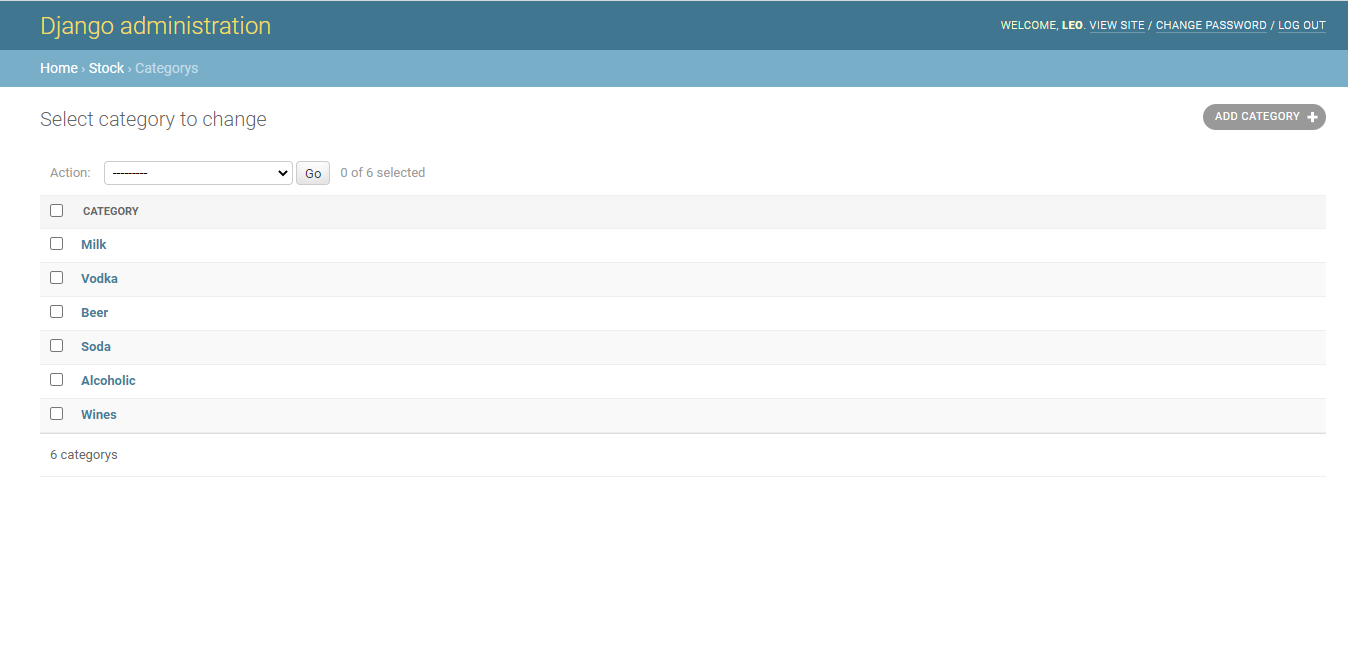 Django administration
WELCOME, LEO. VIEW SITE / CHANGE PASSWORD / LOG OUT
Home › Stock › Categorys
Select category to change
ADD CATEGORY +
Action: --------- Go 0 of 6 selected
CATEGORY
Milk
Vodka
Beer
Soda
Alcoholic
Wines
6 categorys